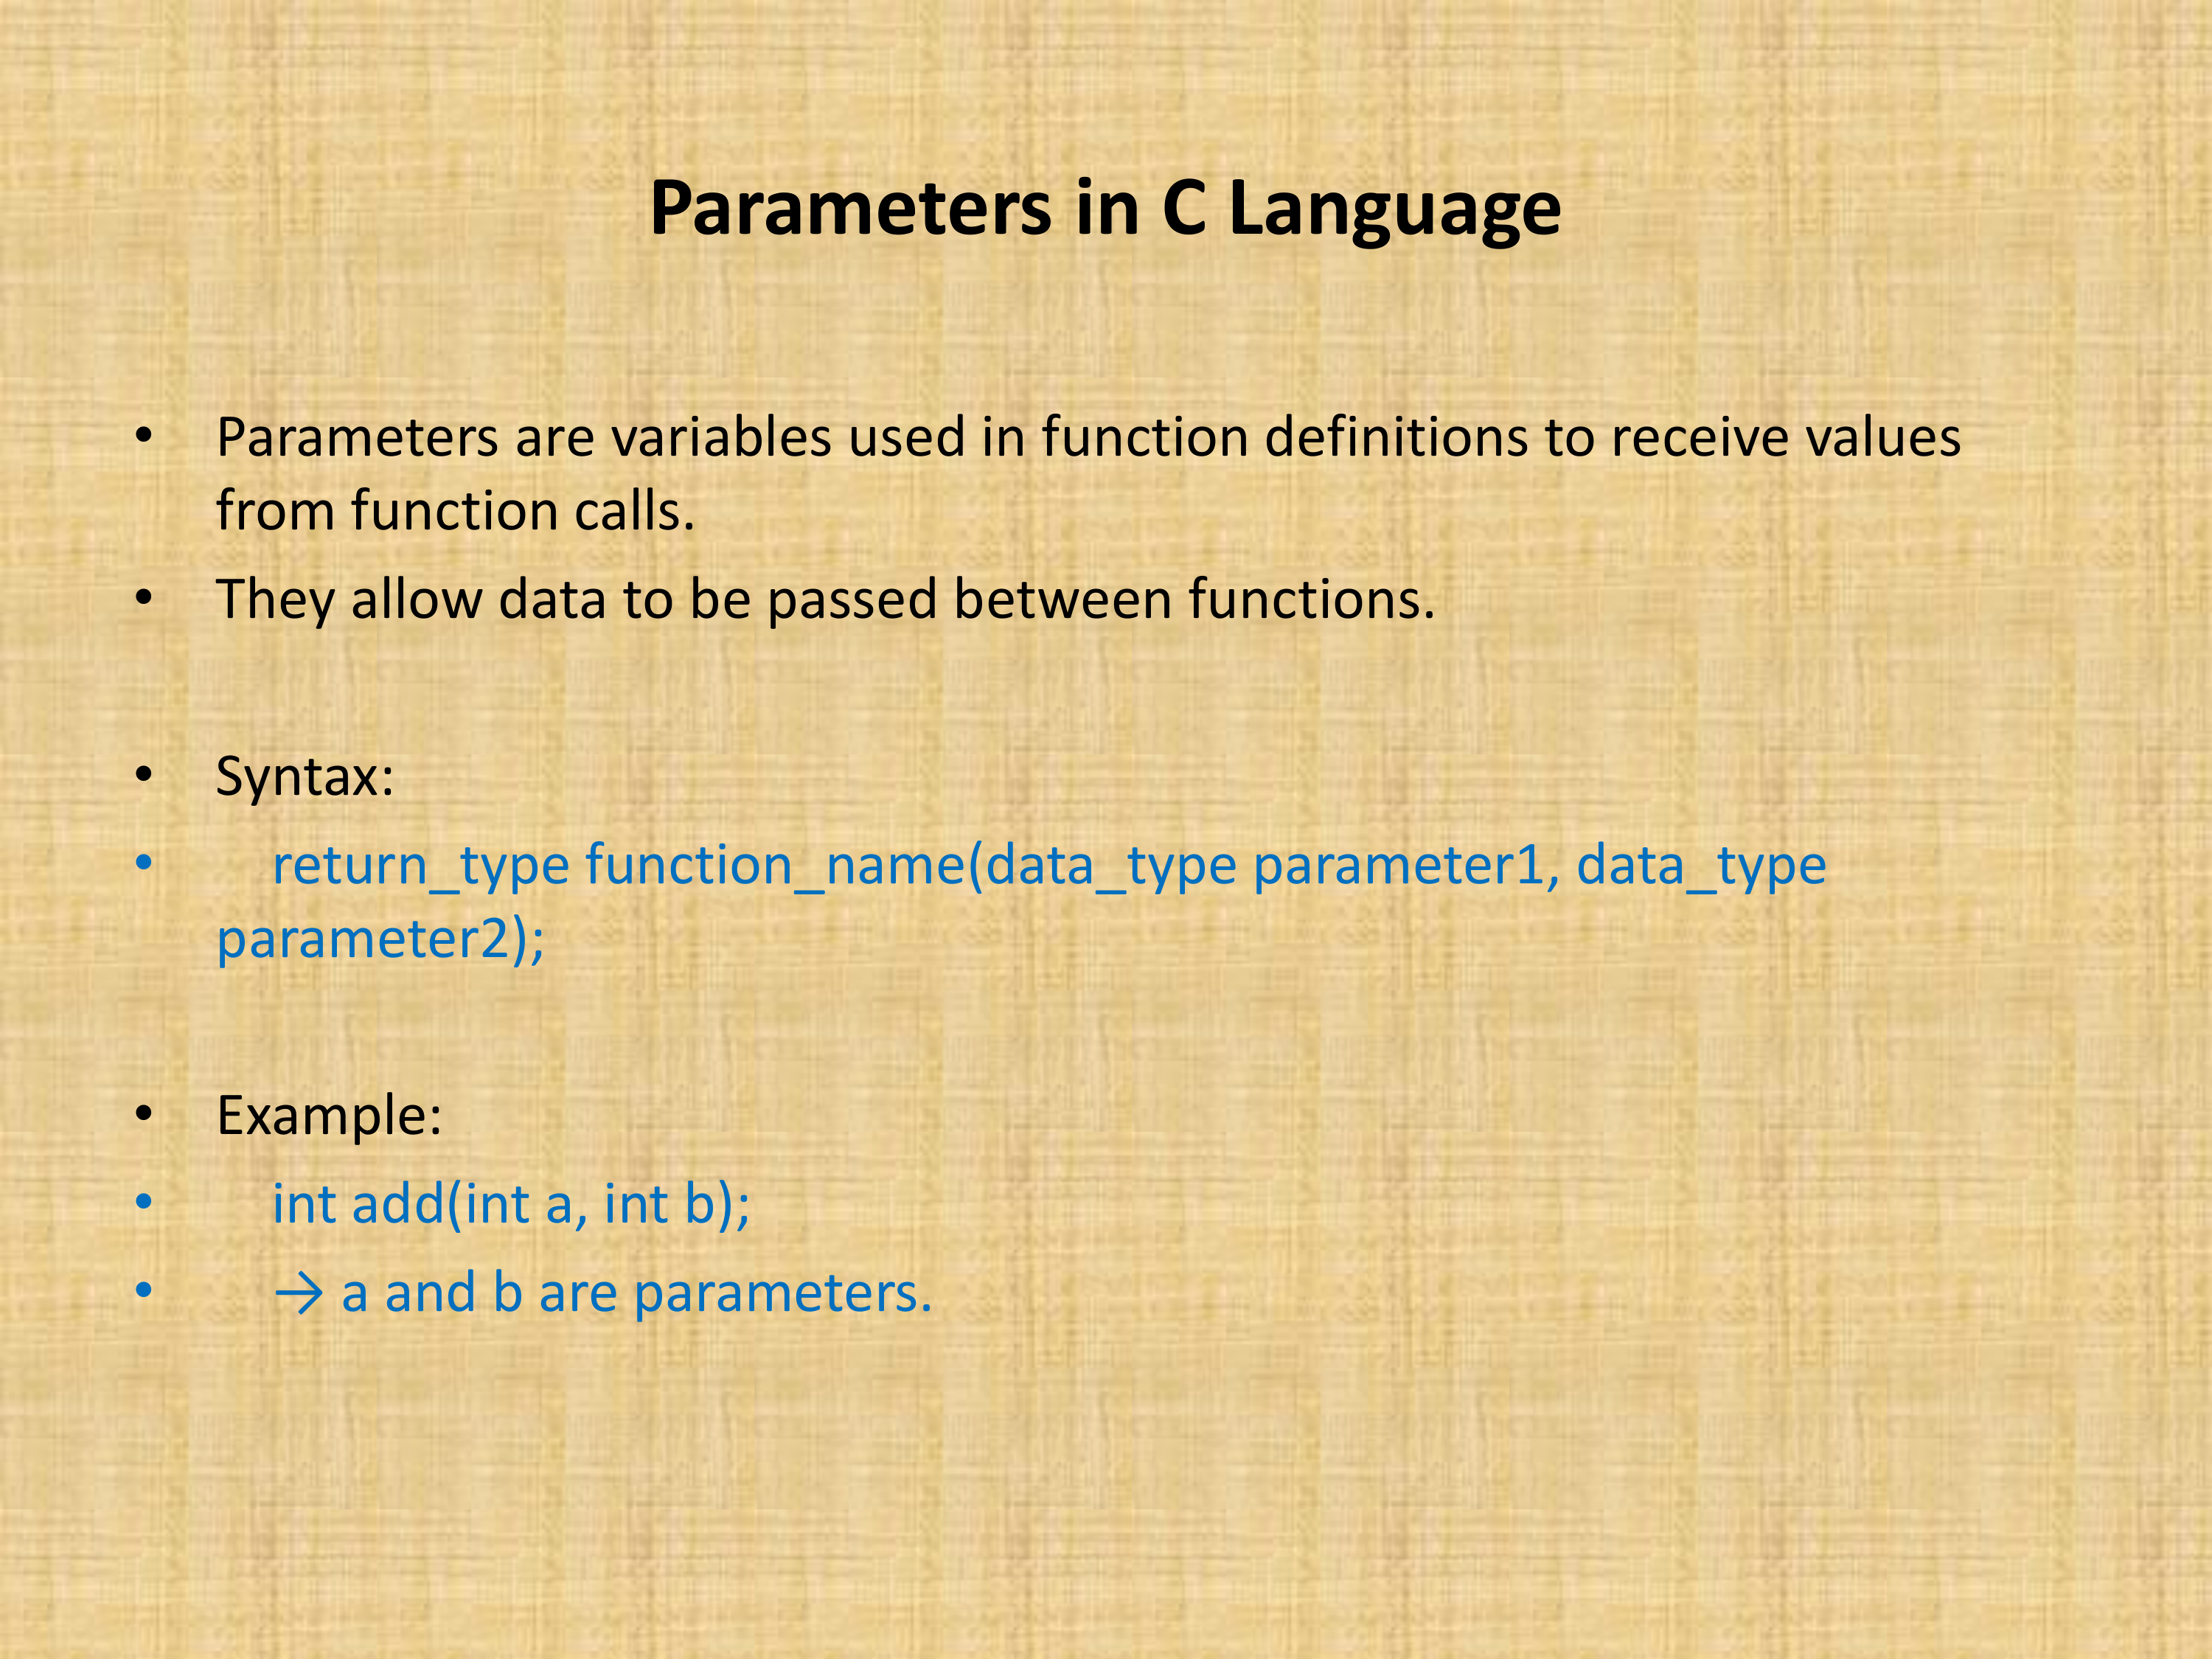 Parameters in C Language
• Parameters are variables used in function definitions to receive values
from function calls.
• They allow data to be passed between functions.
• Syntax:
• return_type function_name(data_type parameter1, data_type
parameter2);
• Example:
• int add(int a, int b);
• → a and b are parameters.